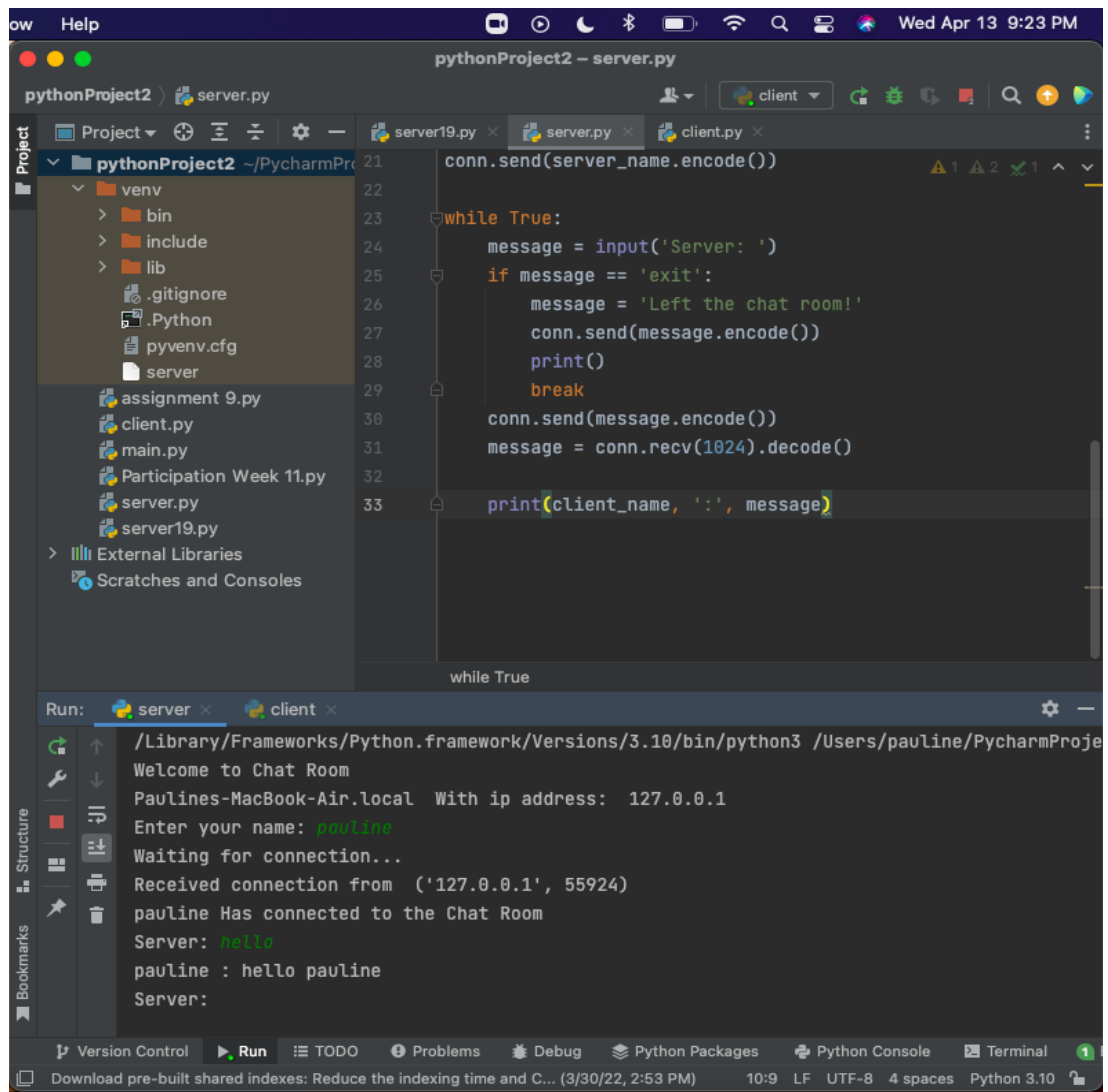 ow Help Wed Apr 13 9:23 PM
pythonProject2 – server.py
pythonProject2 server.py client
Project server19.py server.py client.py
Project
pythonProject2 ~/PycharmPr
venv
bin
include
lib
.gitignore
.Python
pyvenv.cfg
server
assignment 9.py
client.py
main.py
Participation Week 11.py
server.py
server19.py
External Libraries
Scratches and Consoles
1 2 1
21 conn.send(server_name.encode())
22
23 while True:
24     message = input('Server: ')
25     if message == 'exit':
26         message = 'Left the chat room!'
27         conn.send(message.encode())
28         print()
29         break
30     conn.send(message.encode())
31     message = conn.recv(1024).decode()
32
33     print(client_name, ':', message)
while True
Run: server client
/Library/Frameworks/Python.framework/Versions/3.10/bin/python3 /Users/pauline/PycharmProje
Welcome to Chat Room
Paulines-MacBook-Air.local  With ip address:  127.0.0.1
Enter your name: pauline
Waiting for connection...
Received connection from  ('127.0.0.1', 55924)
pauline Has connected to the Chat Room
Server: hello
pauline : hello pauline
Server:
Structure
Bookmarks
Version Control Run TODO Problems Debug Python Packages Python Console Terminal 1
Download pre-built shared indexes: Reduce the indexing time and C... (3/30/22, 2:53 PM) 10:9 LF UTF-8 4 spaces Python 3.10